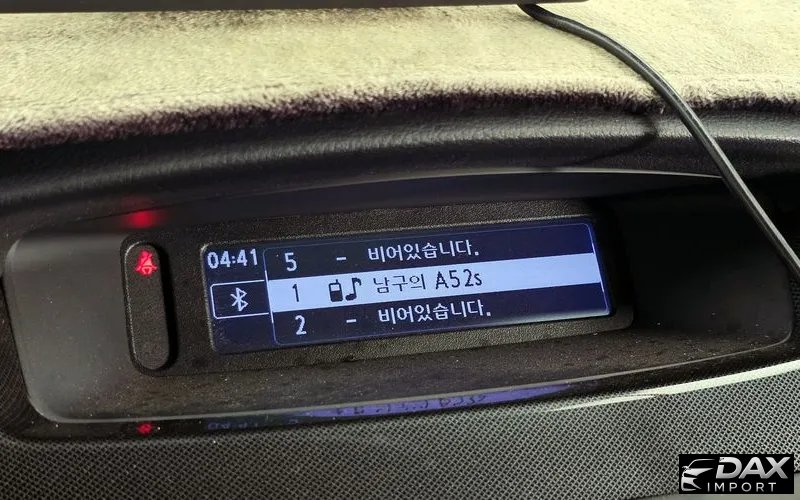 04:41
5 - 비어있습니다.
1 남구의 A52s
2 - 비어있습니다.
DAX
IMPORT